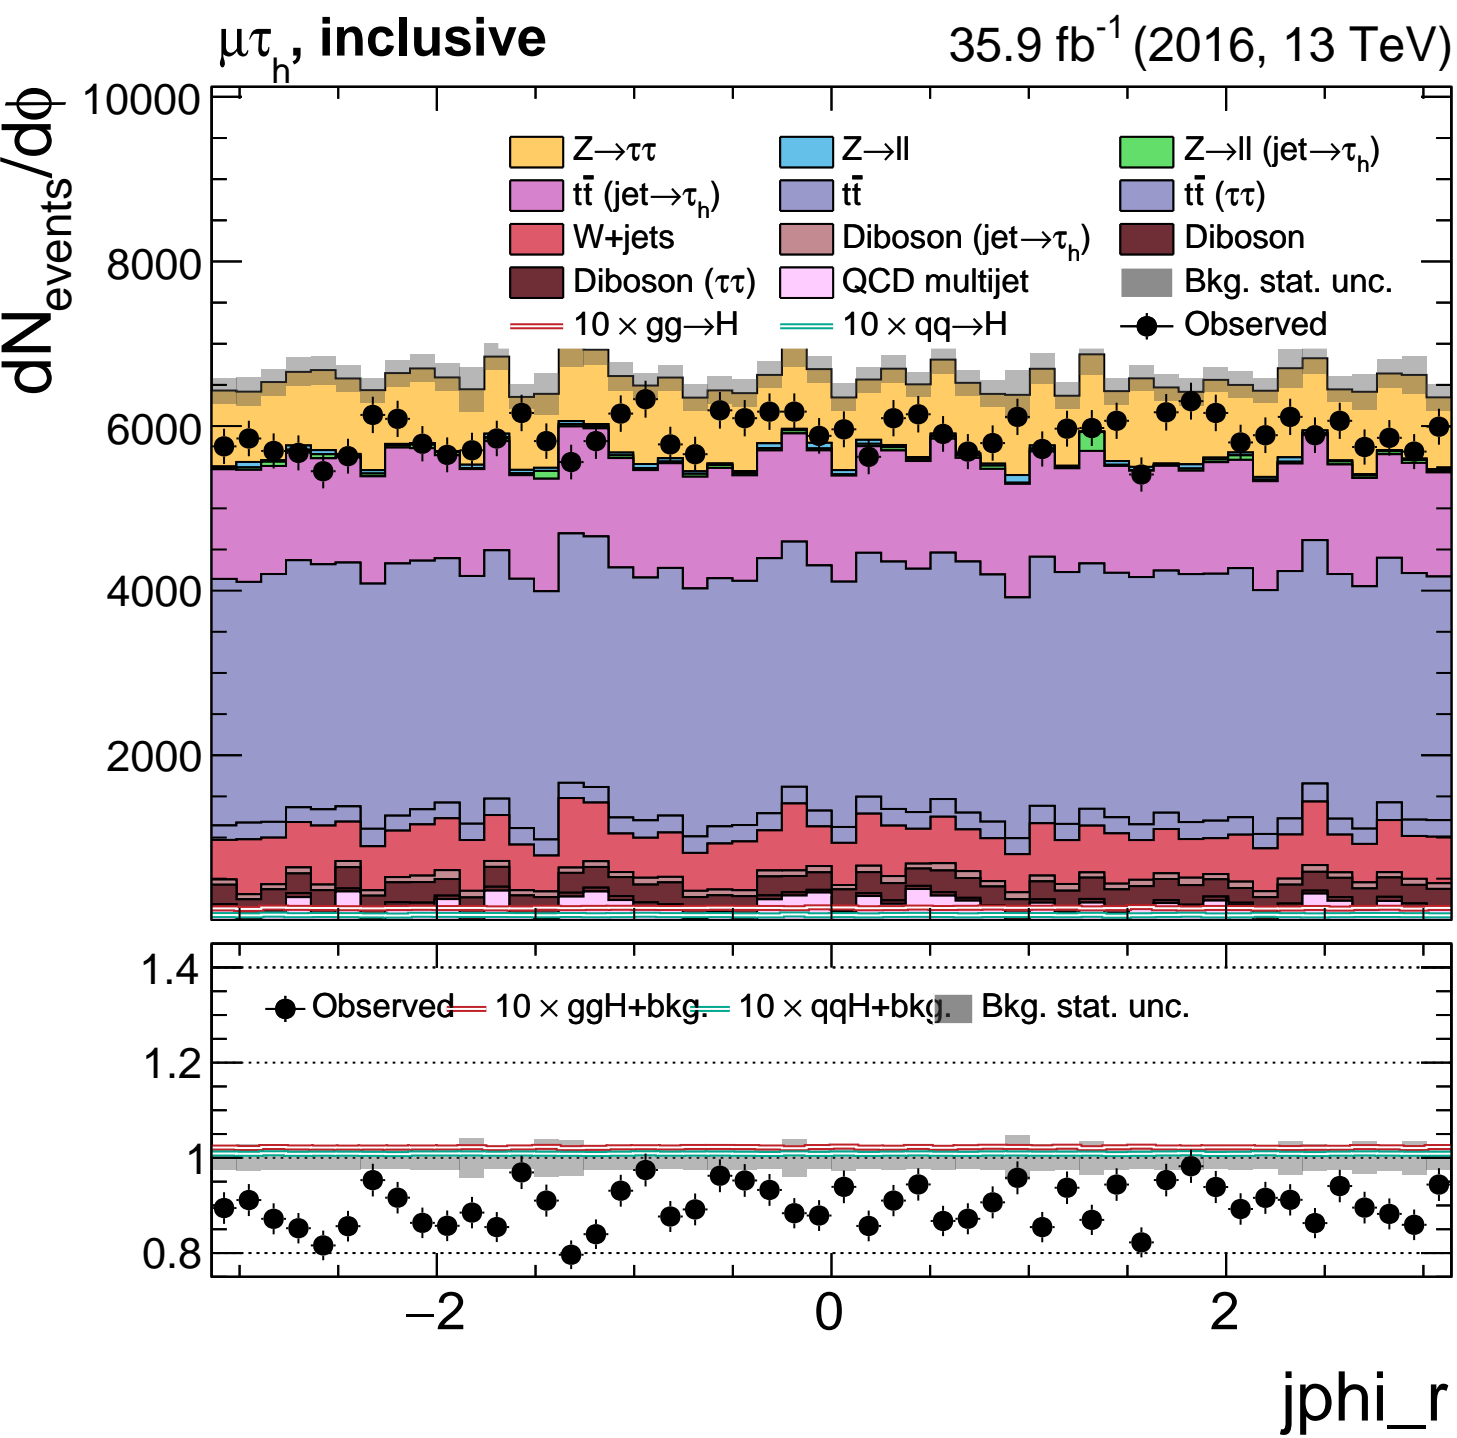 μτh, inclusive
35.9 fb-1 (2016, 13 TeV)
dNevents/dϕ
10000
8000
6000
4000
2000
Z→ττ Z→ll Z→ll (jet→τh)
tt̄ (jet→τh) tt̄ tt̄ (ττ)
W+jets Diboson (jet→τh) Diboson
Diboson (ττ) QCD multijet Bkg. stat. unc.
10 × gg→H 10 × qq→H Observed
1.4
1.2
1
0.8
Observed 10 × ggH+bkg. 10 × qqH+bkg. Bkg. stat. unc.
−2 0 2
jphi_r